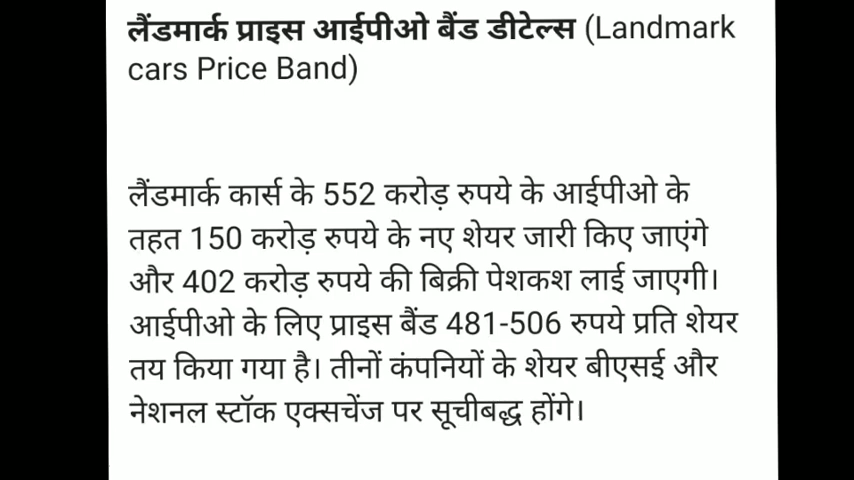 लैंडमार्क प्राइस आईपीओ बैंड डीटेल्स (Landmark
cars Price Band)
लैंडमार्क कार्स के 552 करोड़ रुपये के आईपीओ के
तहत 150 करोड़ रुपये के नए शेयर जारी किए जाएंगे
और 402 करोड़ रुपये की बिक्री पेशकश लाई जाएगी।
आईपीओ के लिए प्राइस बैंड 481-506 रुपये प्रति शेयर
तय किया गया है। तीनों कंपनियों के शेयर बीएसई और
नेशनल स्टॉक एक्सचेंज पर सूचीबद्ध होंगे।